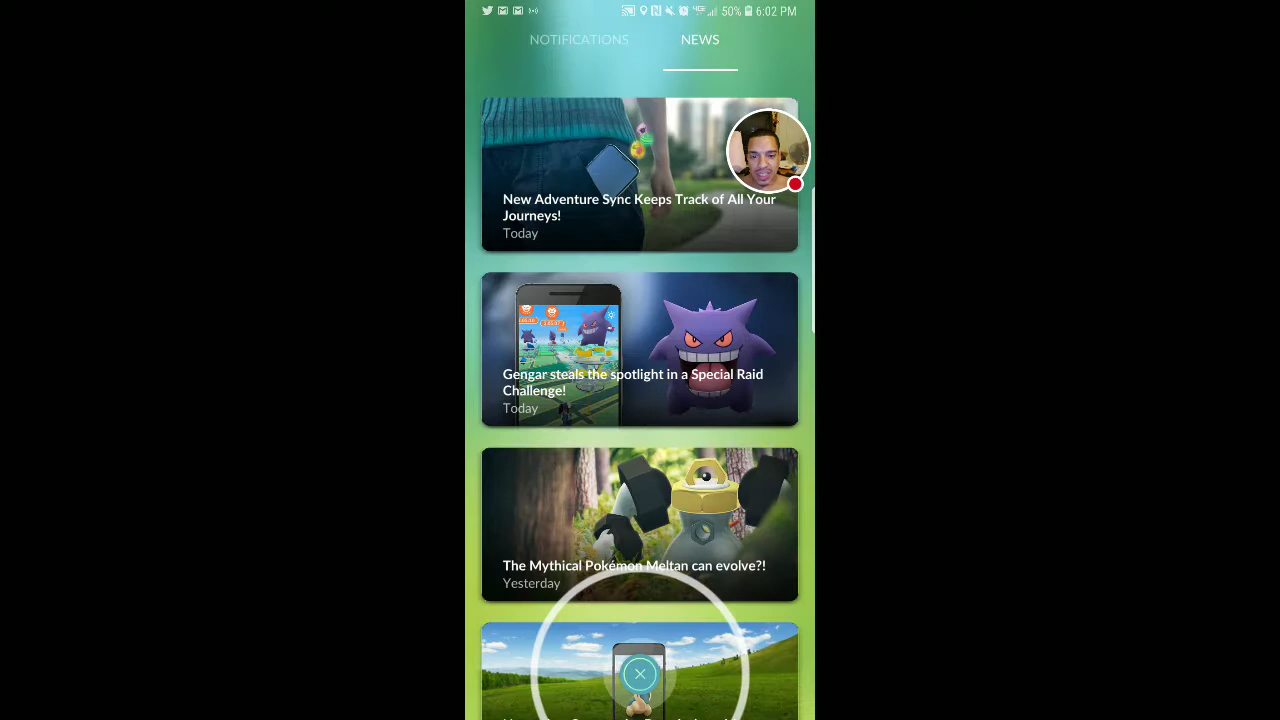 50% 6:02 PM
NOTIFICATIONS NEWS
New Adventure Sync Keeps Track of All Your
Journeys!
Today
Gengar steals the spotlight in a Special Raid
Challenge!
Today
The Mythical Pokémon Meltan can evolve?!
Yesterday